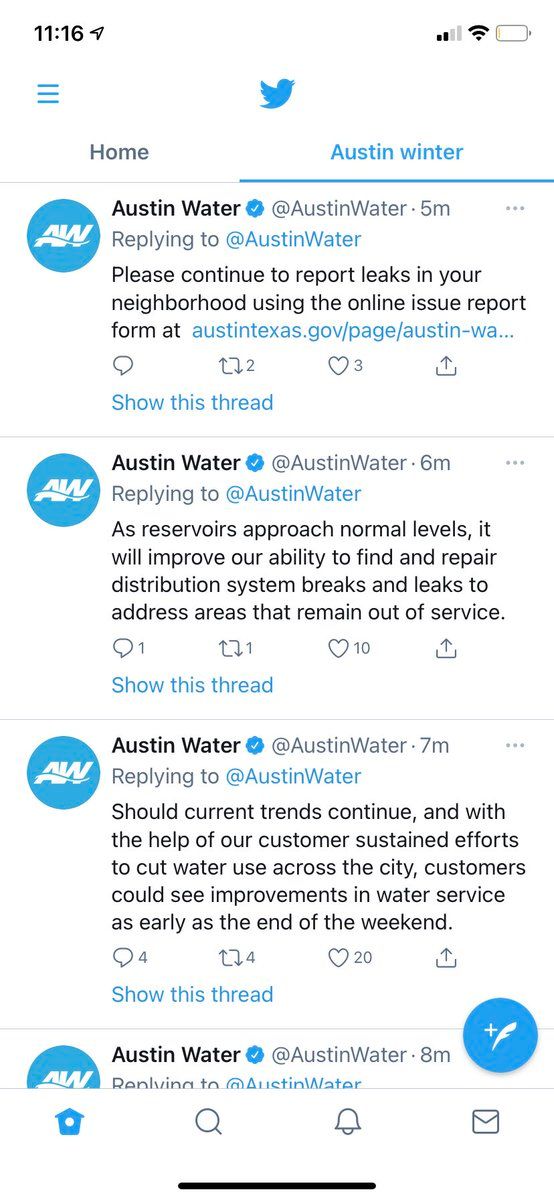 11:16
Home Austin winter
AW Austin Water @AustinWater · 5m
Replying to @AustinWater
Please continue to report leaks in your
neighborhood using the online issue report
form at austintexas.gov/page/austin-wa...
2 3
Show this thread
AW Austin Water @AustinWater · 6m
Replying to @AustinWater
As reservoirs approach normal levels, it
will improve our ability to find and repair
distribution system breaks and leaks to
address areas that remain out of service.
1 1 10
Show this thread
AW Austin Water @AustinWater · 7m
Replying to @AustinWater
Should current trends continue, and with
the help of our customer sustained efforts
to cut water use across the city, customers
could see improvements in water service
as early as the end of the weekend.
4 4 20
Show this thread
AW Austin Water @AustinWater · 8m
Replying to @AustinWater